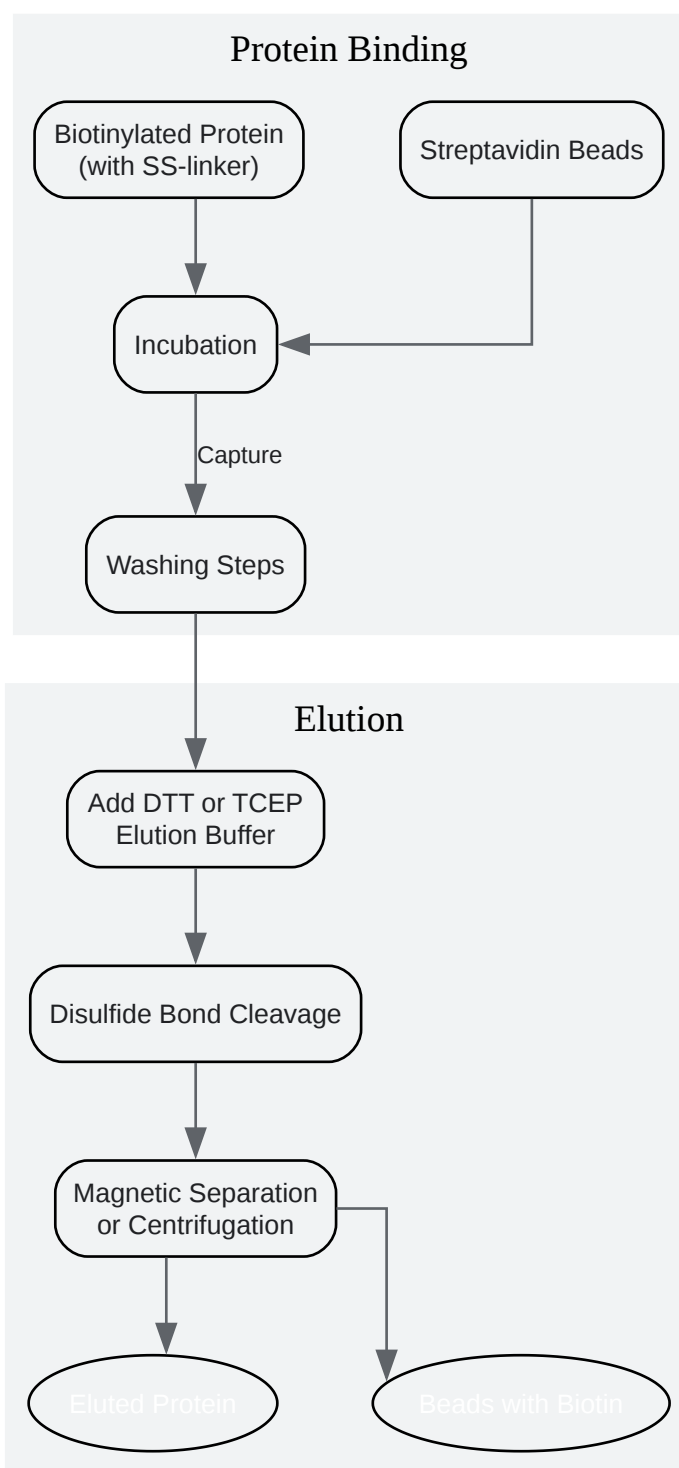 Protein Binding
Biotinylated Protein
(with SS-linker)
Streptavidin Beads
Incubation
Capture
Washing Steps
Elution
Add DTT or TCEP
Elution Buffer
Disulfide Bond Cleavage
Magnetic Separation
or Centrifugation
Eluted Protein
Beads with Biotin